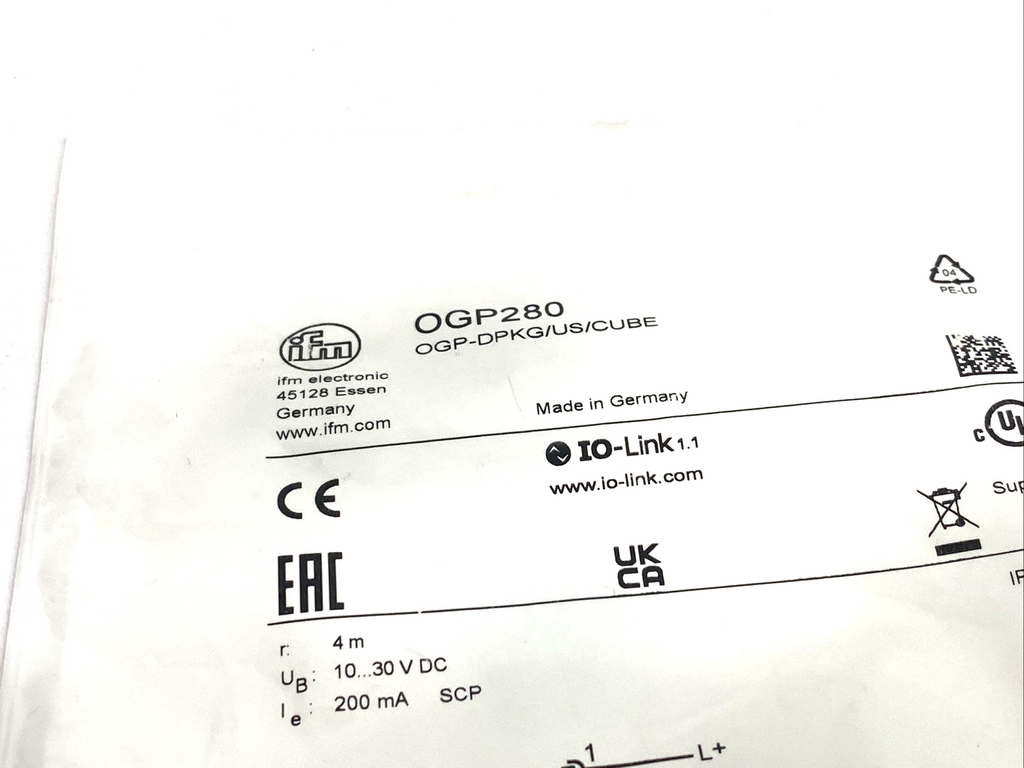 04
PE-LD
ifm
OGP280
OGP-DPKG/US/CUBE
ifm electronic
45128 Essen
Germany
www.ifm.com
Made in Germany
IO-Link 1.1
www.io-link.com
CE
C UL
EAC
UK
CA
r: 4 m
UB: 10...30 V DC
Ie: 200 mA SCP
1 L+